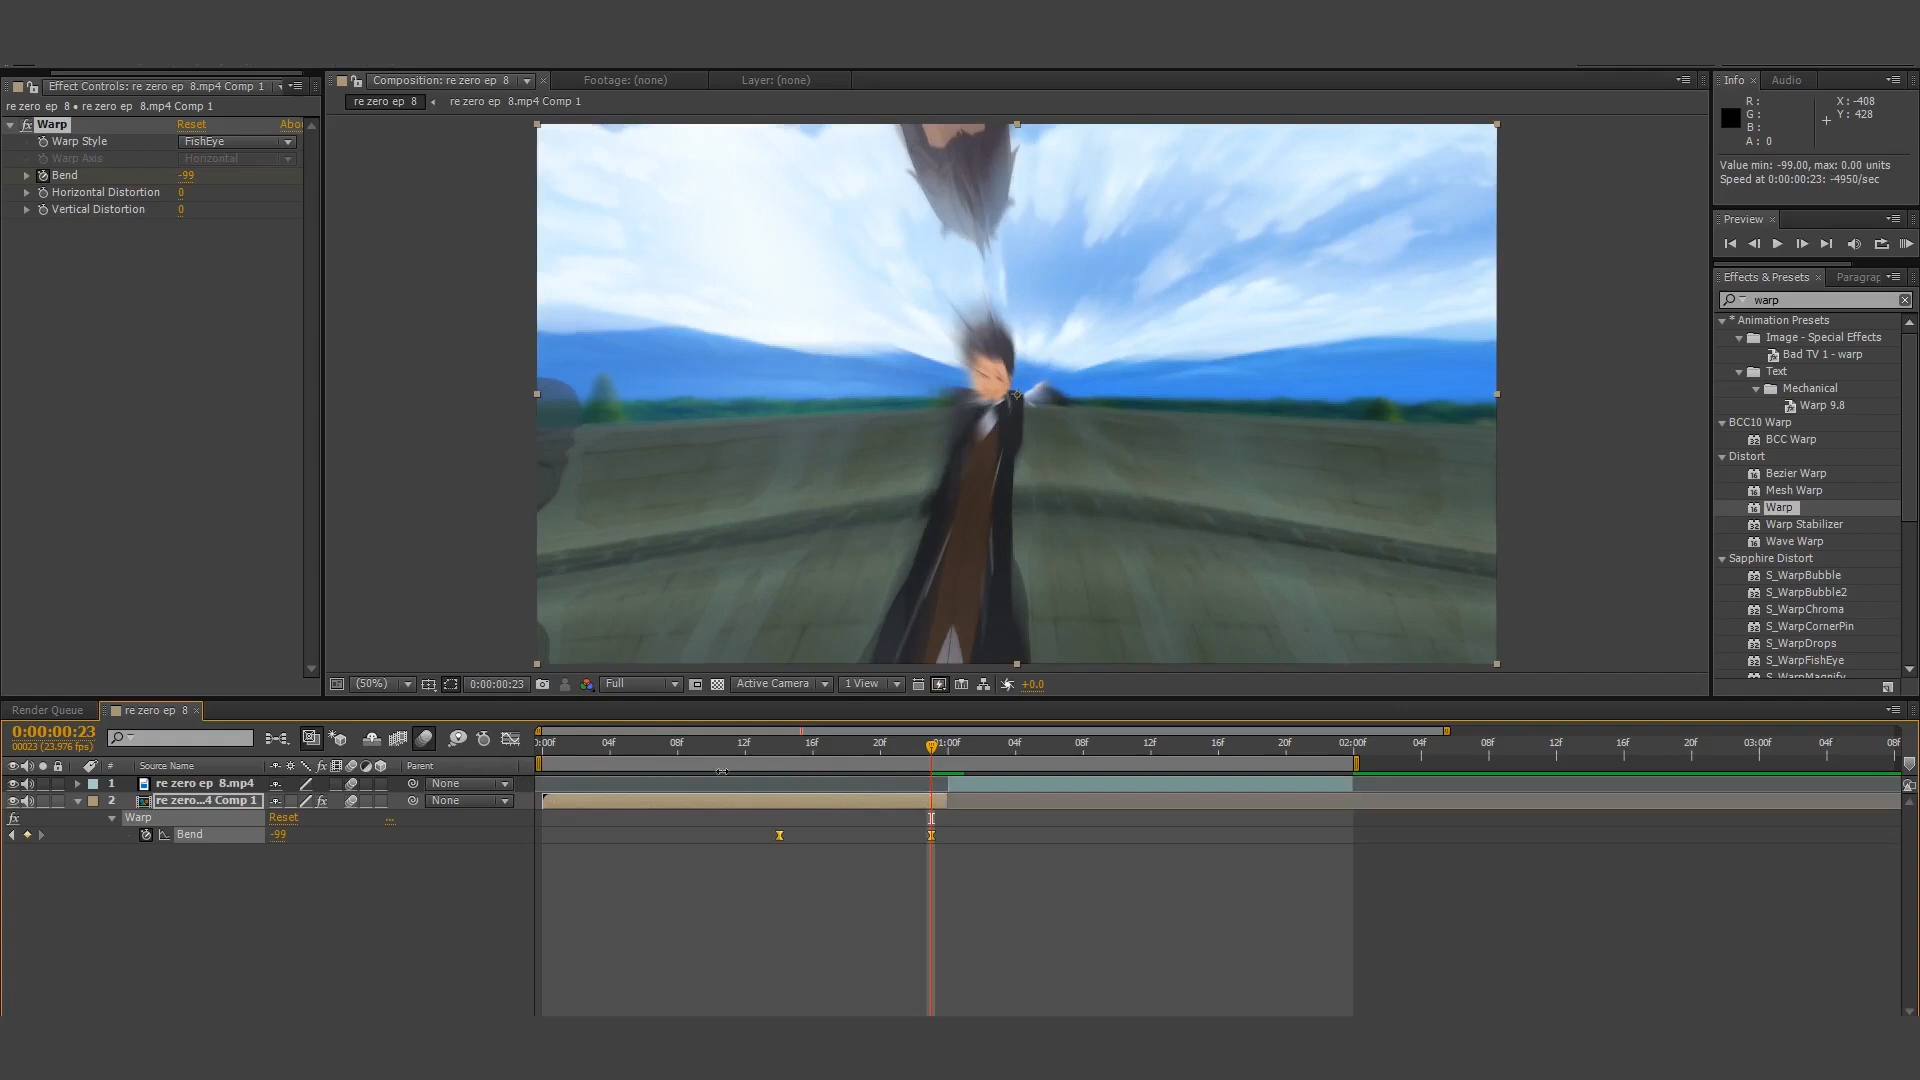 Effect Controls: re zero ep  8.mp4 Comp 1
re zero ep  8 • re zero ep  8.mp4 Comp 1
fx Warp Reset Abou
Warp Style FishEye
Warp Axis Horizontal
Bend -99
Horizontal Distortion 0
Vertical Distortion 0
Composition: re zero ep  8 × Footage: (none) Layer: (none)
re zero ep  8 re zero ep  8.mp4 Comp 1
(50%) 0:00:00:23 Full Active Camera 1 View +0.0
Info × Audio
R : X : -408
G : Y : 428
B :
A : 0
Value min: -99.00, max: 0.00 units
Speed at 0:00:00:23: -4950/sec
Preview ×
Effects & Presets × Paragrap
warp
* Animation Presets
Image - Special Effects
Bad TV 1 - warp
Text
Mechanical
Warp 9.8
BCC10 Warp
BCC Warp
Distort
Bezier Warp
Mesh Warp
Warp
Warp Stabilizer
Wave Warp
Sapphire Distort
S_WarpBubble
S_WarpBubble2
S_WarpChroma
S_WarpCornerPin
S_WarpDrops
S_WarpFishEye
S_WarpMagnify
Render Queue re zero ep  8 ×
0:00:00:23
00023 (23.976 fps)
0:00f 04f 08f 12f 16f 20f 01:00f 04f 08f 12f 16f 20f 02:00f 04f 08f 12f 16f 20f 03:00f 04f 08f
# Source Name fx Parent
1 re zero ep  8.mp4 None
2 re zero...4 Comp 1 fx None
fx Warp Reset ...
Bend -99